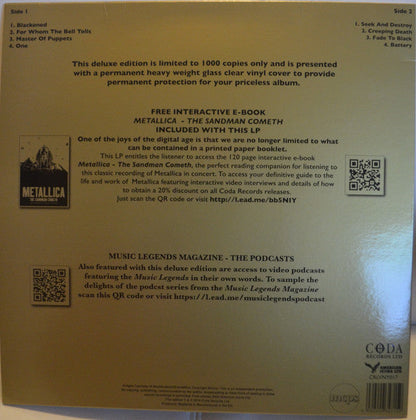 Side 1
1. Blackened
2. For Whom The Bell Tolls
3. Master Of Puppets
4. One
Side 2
1. Seek And Destroy
2. Creeping Death
3. Fade To Black
4. Battery
This deluxe edition is limited to 1000 copies only and is presented
with a permanent heavy weight glass clear vinyl cover to provide
permanent protection for your priceless album.
FREE INTERACTIVE E-BOOK
METALLICA - THE SANDMAN COMETH
INCLUDED WITH THIS LP
One of the joys of the digital age is that we are no longer limited to what
can be contained in a printed paper booklet.
This LP entitles the listener to access the 120 page interactive e-book
Metallica - The Sandman Cometh, the perfect reading companion for listening to
this classic recording of Metallica in concert. To access your definitive guide to the
life and work of Metallica featuring interactive video interviews and details of how
to obtain a 20% discount on all Coda Records releases.
Just scan the QR code or visit http://Lead.me/bbSNIY
METALLICA
THE SANDMAN COMETH
MUSIC LEGENDS MAGAZINE - THE PODCASTS
Also featured with this deluxe edition are access to video podcasts
featuring the Music Legends in their own words. To sample the
delights of the podcst series from the Music Legends Magazine
scan this QR code or visit https://Lead.me/musiclegendspodcast
CODA
RECORDS LTD
AMERICAN
ICONS LTD
mcps